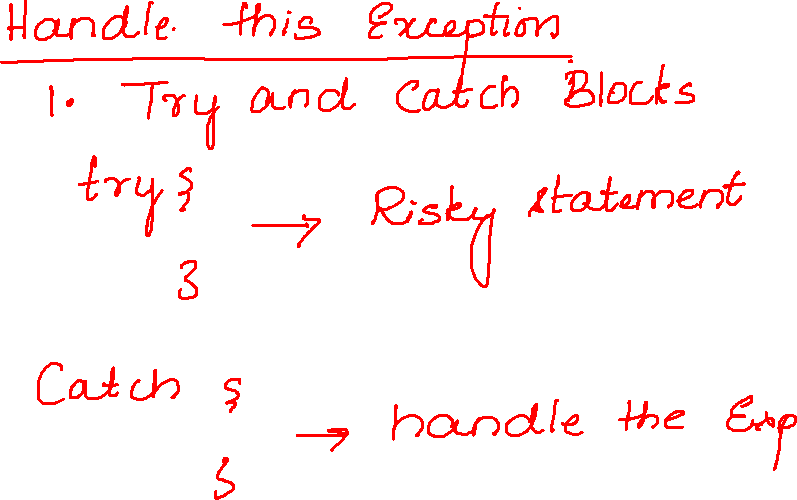 Handle this Exception
1. Try and Catch Blocks
try {
→ Risky statement
}
Catch {
→ handle the Exp
}